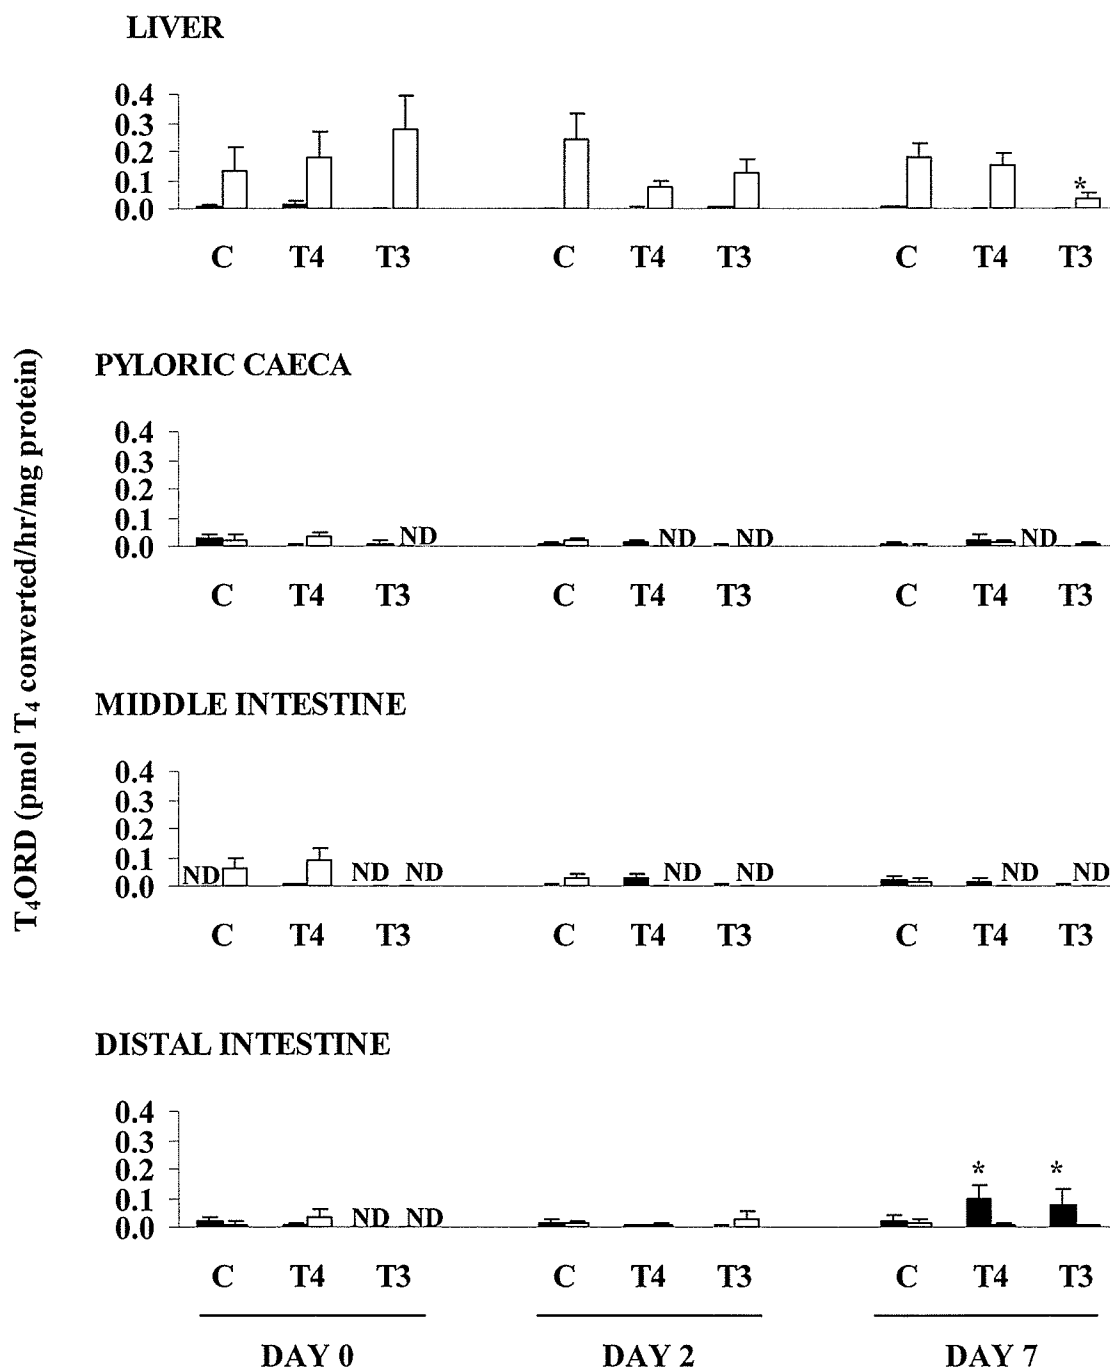 LIVER
0.4
0.3
0.2
0.1
0.0
*
C T4 T3 C T4 T3 C T4 T3
T₄ORD (pmol T₄ converted/hr/mg protein)
PYLORIC CAECA
0.4
0.3
0.2
0.1
0.0
ND ND ND ND
C T4 T3 C T4 T3 C T4 T3
MIDDLE INTESTINE
0.4
0.3
0.2
0.1
0.0
ND ND ND ND ND ND ND
C T4 T3 C T4 T3 C T4 T3
DISTAL INTESTINE
0.4
0.3
0.2
0.1
0.0
ND ND * *
C T4 T3 C T4 T3 C T4 T3
DAY 0 DAY 2 DAY 7